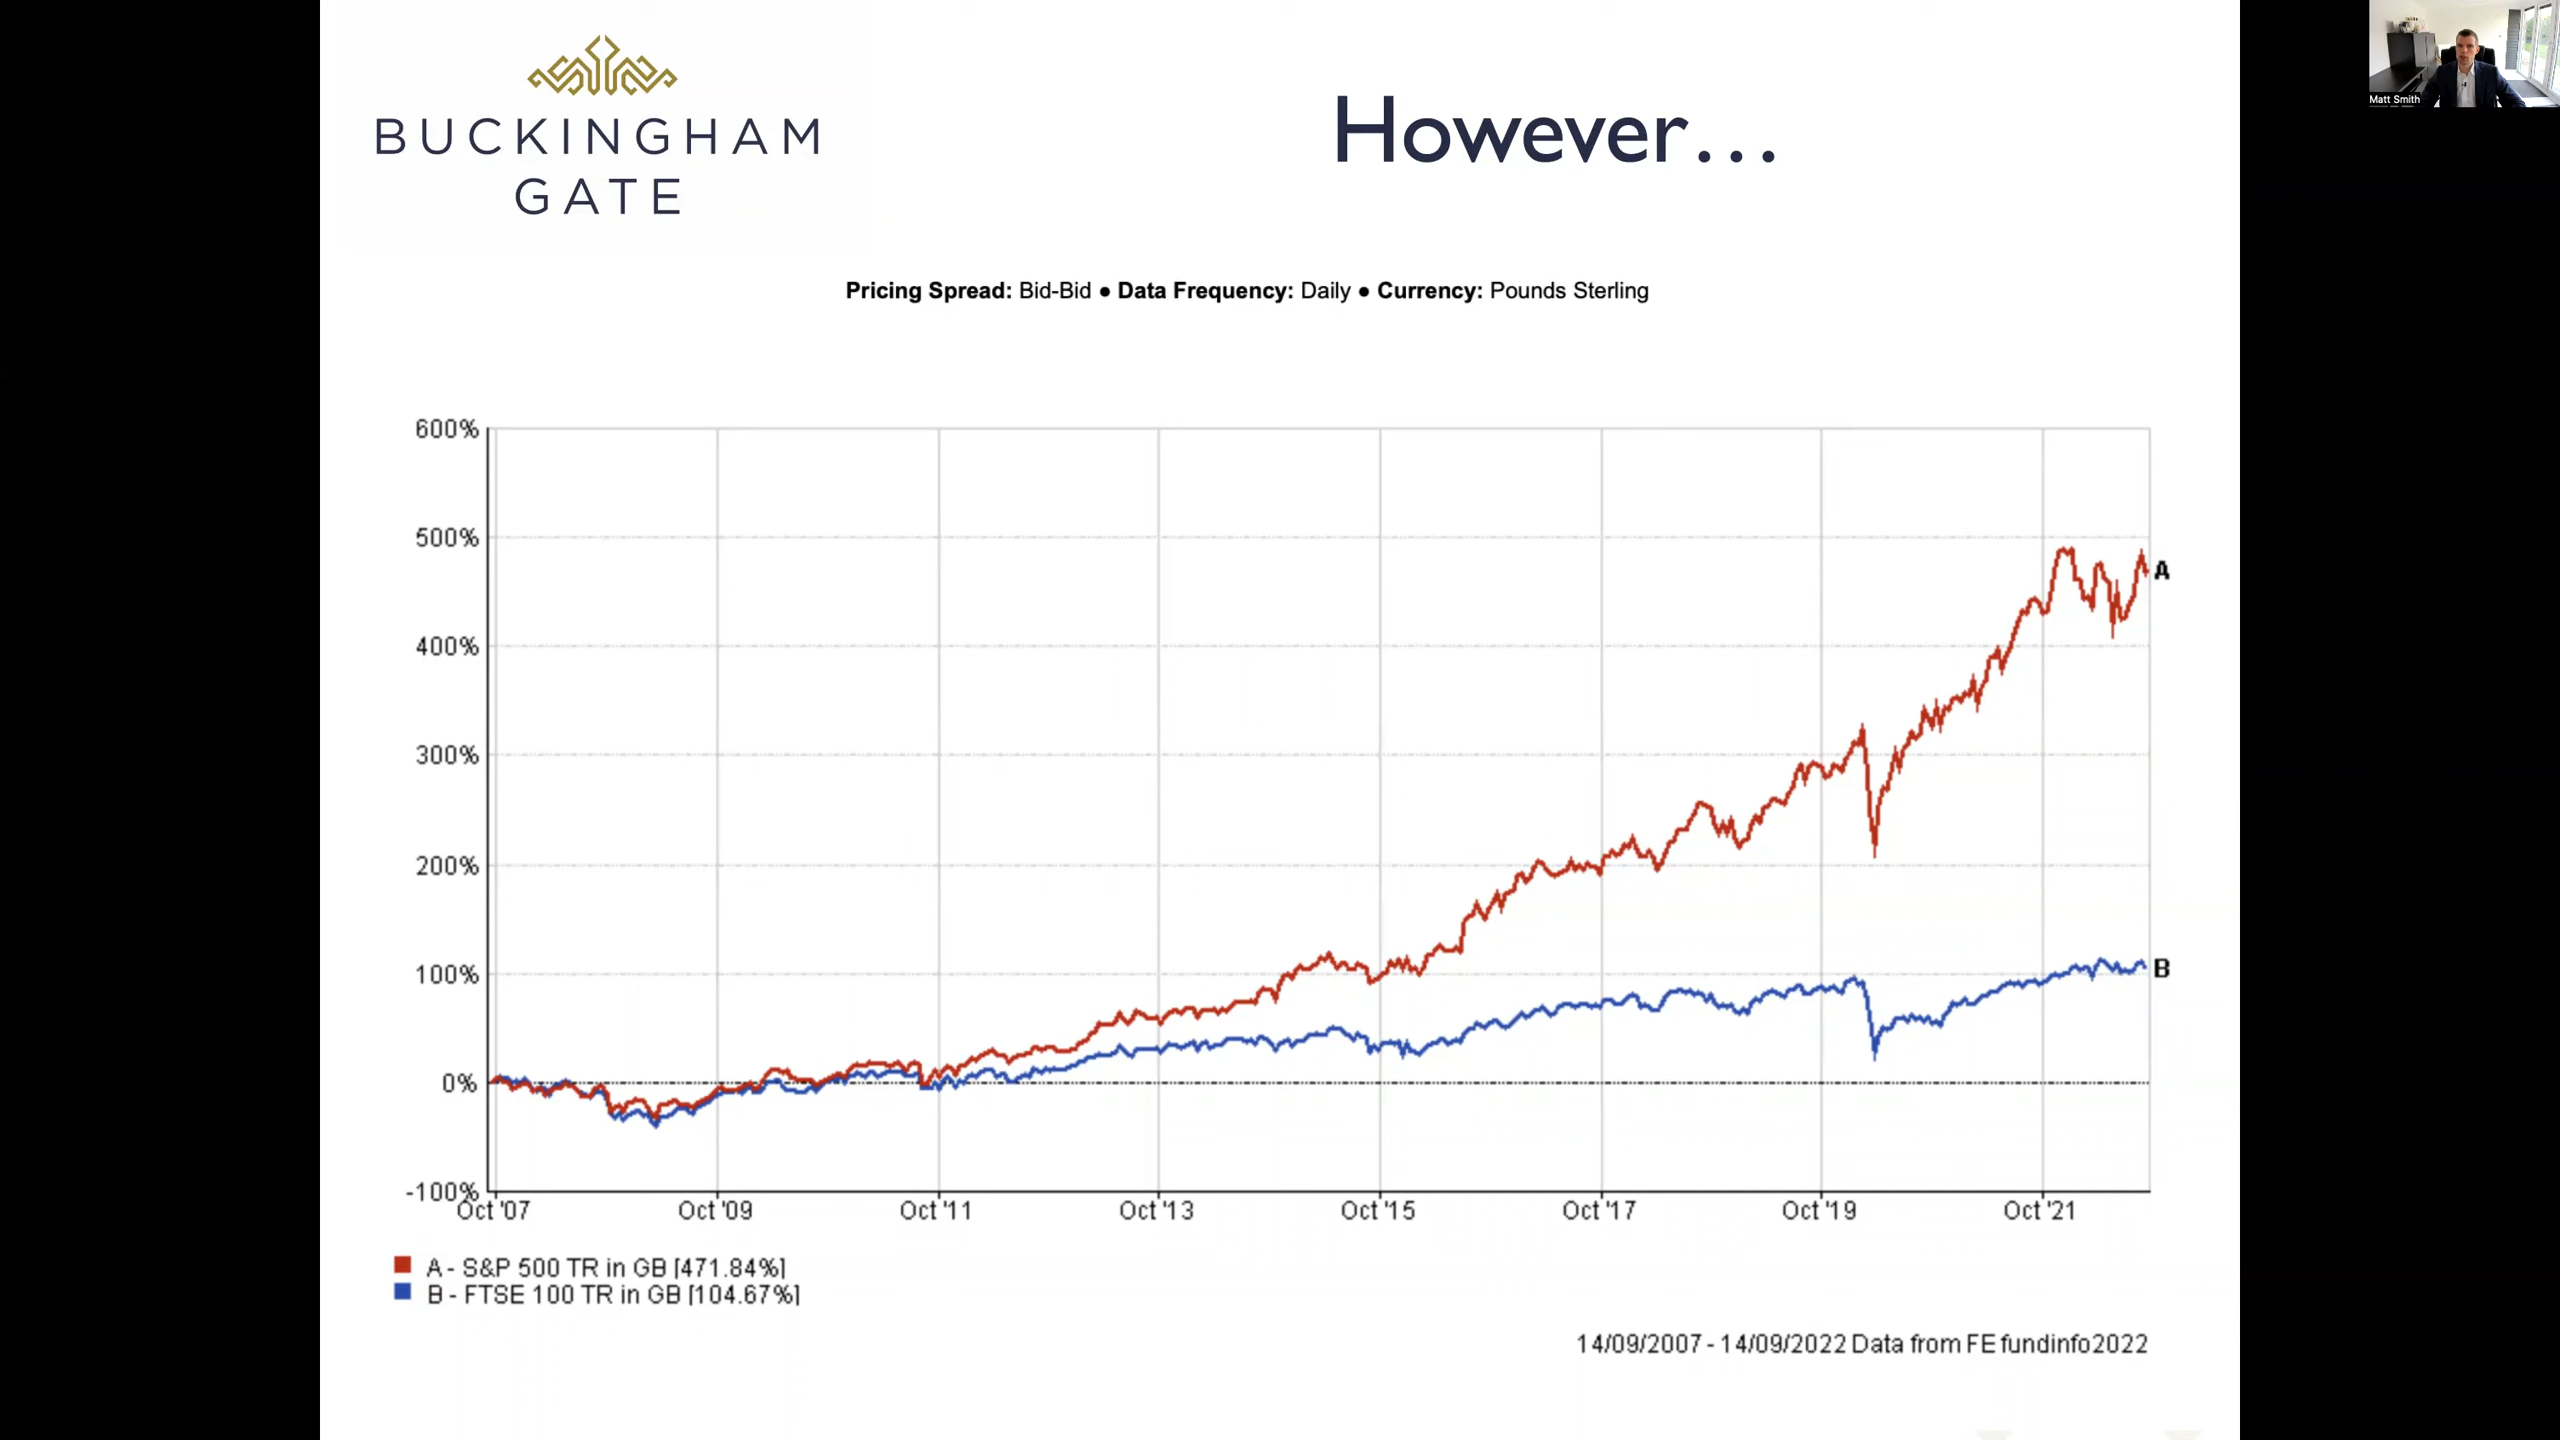 BUCKINGHAM
GATE
However...
Matt Smith
Pricing Spread: Bid-Bid ● Data Frequency: Daily ● Currency: Pounds Sterling
600%
500%
400%
300%
200%
100%
0%
-100%
A
B
Oct '07 Oct '09 Oct '11 Oct '13 Oct '15 Oct '17 Oct '19 Oct '21
A - S&P 500 TR in GB [471.84%]
B - FTSE 100 TR in GB [104.67%]
14/09/2007 - 14/09/2022 Data from FE fundinfo2022